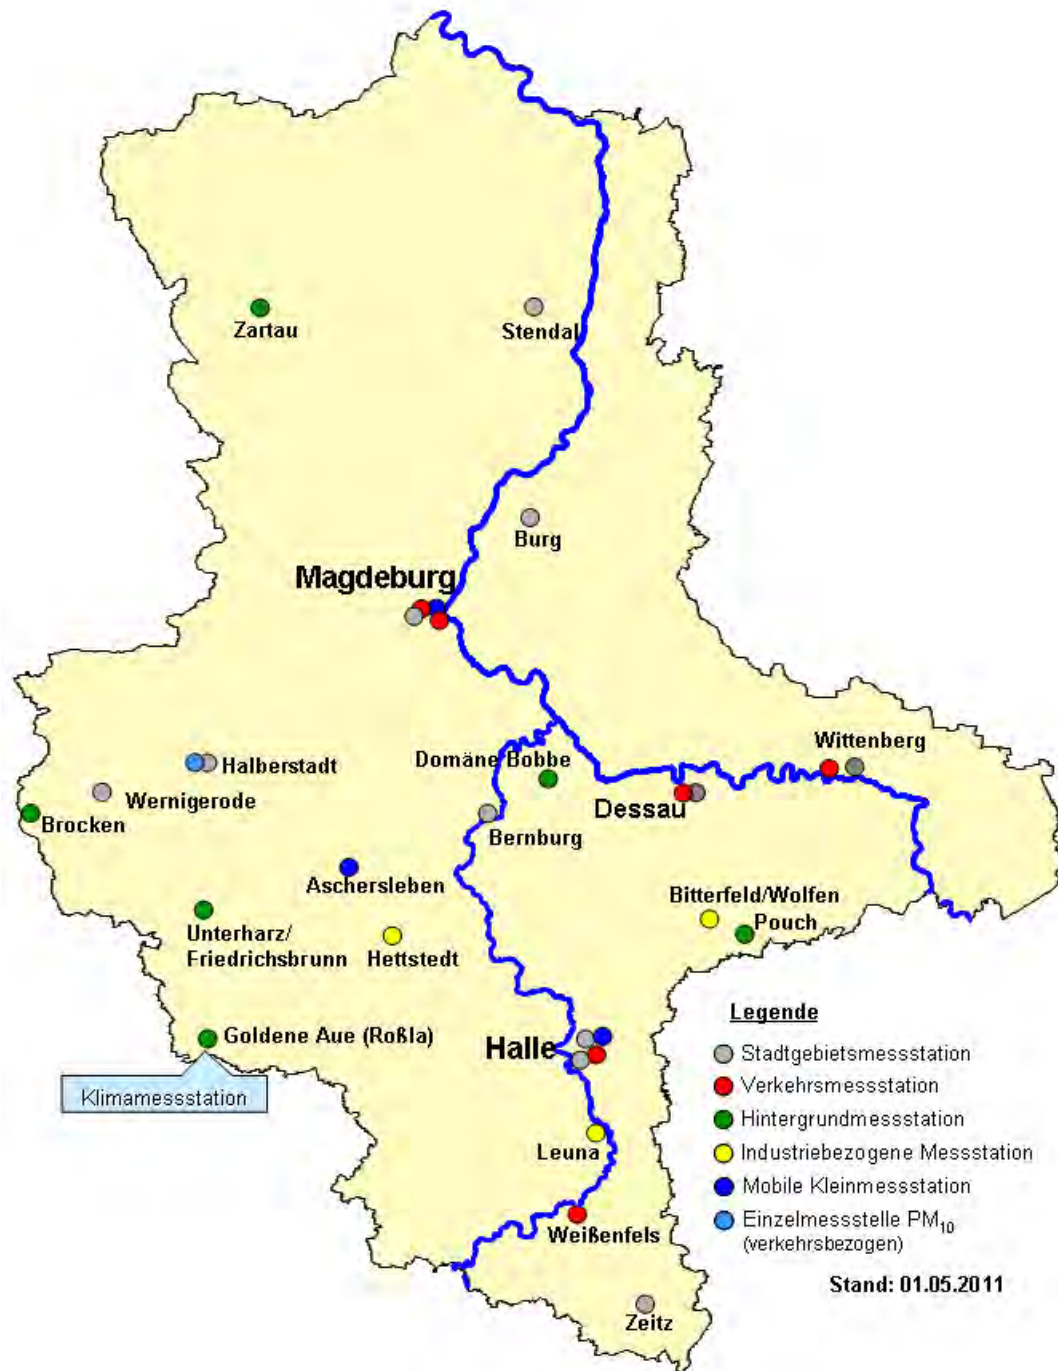 Zartau
Stendal
Burg
Magdeburg
Wittenberg
Domäne Bobbe
Halberstadt
Wernigerode
Dessau
Brocken
Bernburg
Aschersleben
Bitterfeld/Wolfen
Pouch
Unterharz/
Friedrichsbrunn
Hettstedt
Goldene Aue (Roßla)
Halle
Klimamessstation
Leuna
Weißenfels
Zeitz
Legende
Stadtgebietsmessstation
Verkehrsmessstation
Hintergrundmessstation
Industriebezogene Messstation
Mobile Kleinmessstation
Einzelmessstelle PM10
(verkehrsbezogen)
Stand: 01.05.2011